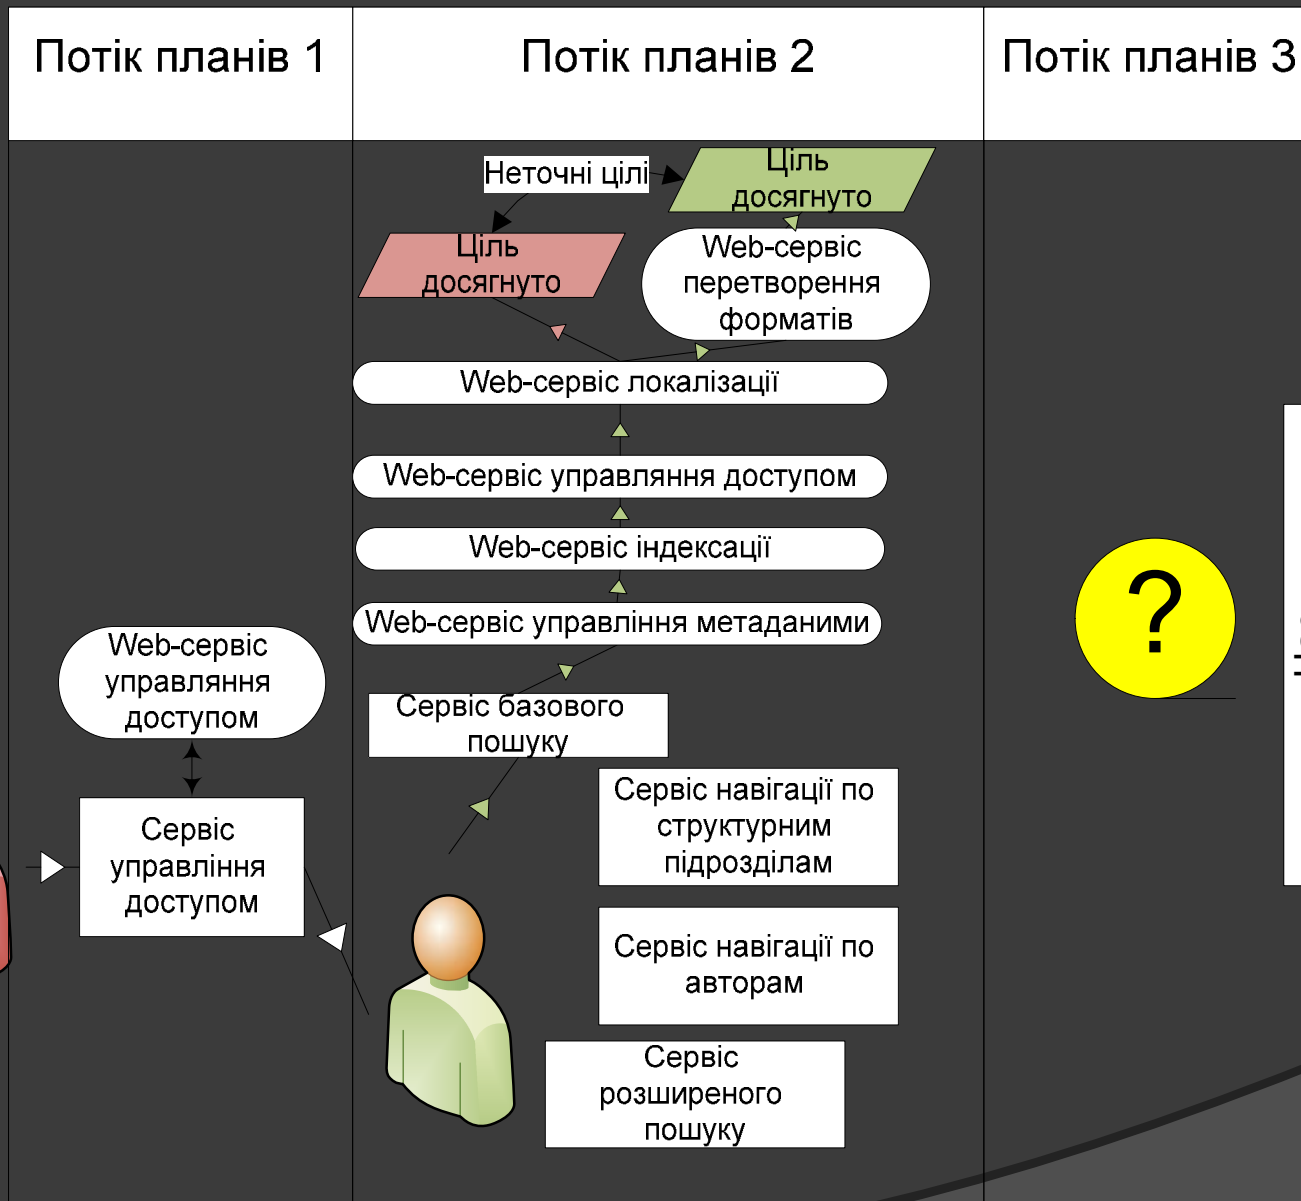 Потік планів 1
Потік планів 2
Потік планів 3
Неточні цілі
Ціль
досягнуто
Ціль
досягнуто
Web-сервіс
перетворення
форматів
Web-сервіс локалізації
Web-сервіс управляння доступом
Web-сервіс індексації
Web-сервіс управління метаданими
Web-сервіс
управляння
доступом
Сервіс базового
пошуку
Сервіс
управління
доступом
Сервіс навігації по
структурним
підрозділам
Сервіс навігації по
авторам
Сервіс
розширеного
пошуку
?